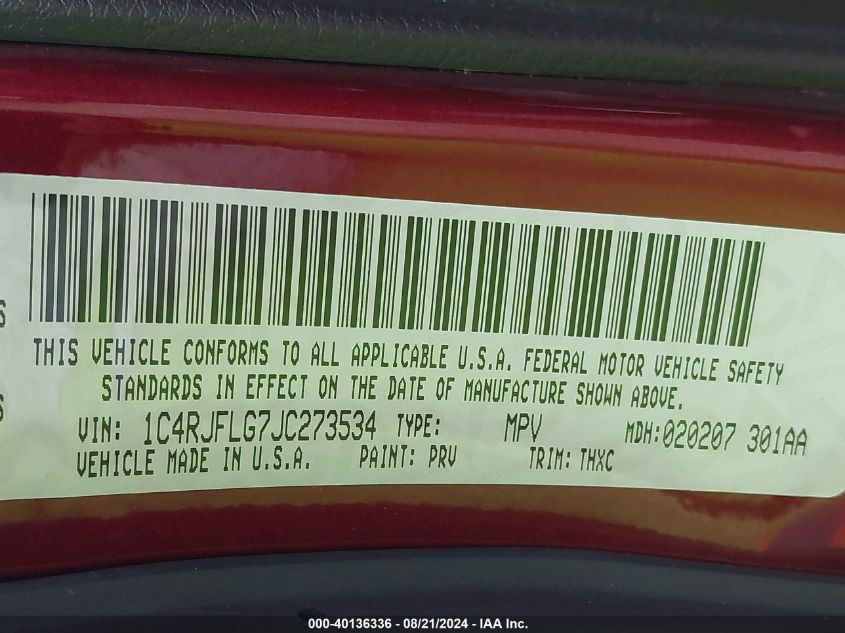 THIS VEHICLE CONFORMS TO ALL APPLICABLE U.S.A. FEDERAL MOTOR VEHICLE SAFETY
STANDARDS IN EFFECT ON THE DATE OF MANUFACTURE SHOWN ABOVE.
VIN: 1C4RJFLG7JC273534 TYPE: MPV MDH:020207 301AA
VEHICLE MADE IN U.S.A. PAINT: PRV TRIM: THXC
000-40136336 - 08/21/2024 - IAA Inc.